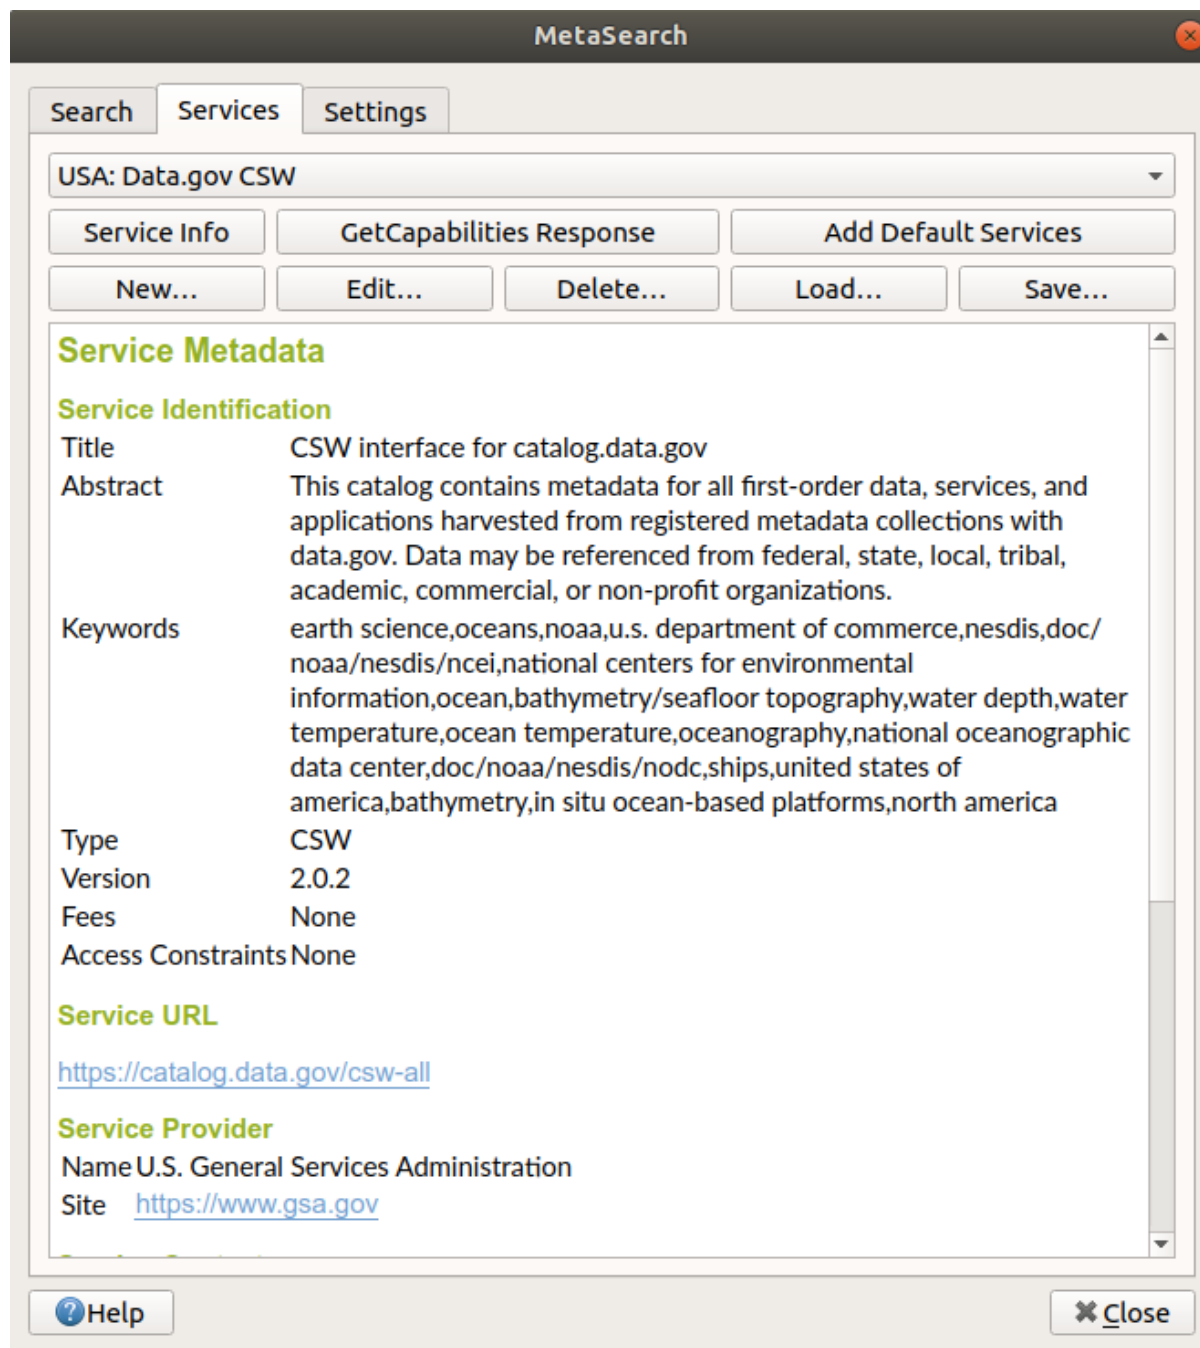 MetaSearch
Search Services Settings
USA: Data.gov CSW
Service Info GetCapabilities Response Add Default Services
New... Edit... Delete... Load... Save...
Service Metadata
Service Identification
Title CSW interface for catalog.data.gov
Abstract This catalog contains metadata for all first-order data, services, and
applications harvested from registered metadata collections with
data.gov. Data may be referenced from federal, state, local, tribal,
academic, commercial, or non-profit organizations.
Keywords earth science,oceans,noaa,u.s. department of commerce,nesdis,doc/
noaa/nesdis/ncei,national centers for environmental
information,ocean,bathymetry/seafloor topography,water depth,water
temperature,ocean temperature,oceanography,national oceanographic
data center,doc/noaa/nesdis/nodc,ships,united states of
america,bathymetry,in situ ocean-based platforms,north america
Type CSW
Version 2.0.2
Fees None
Access Constraints None
Service URL
https://catalog.data.gov/csw-all
Service Provider
Name U.S. General Services Administration
Site https://www.gsa.gov
Help Close